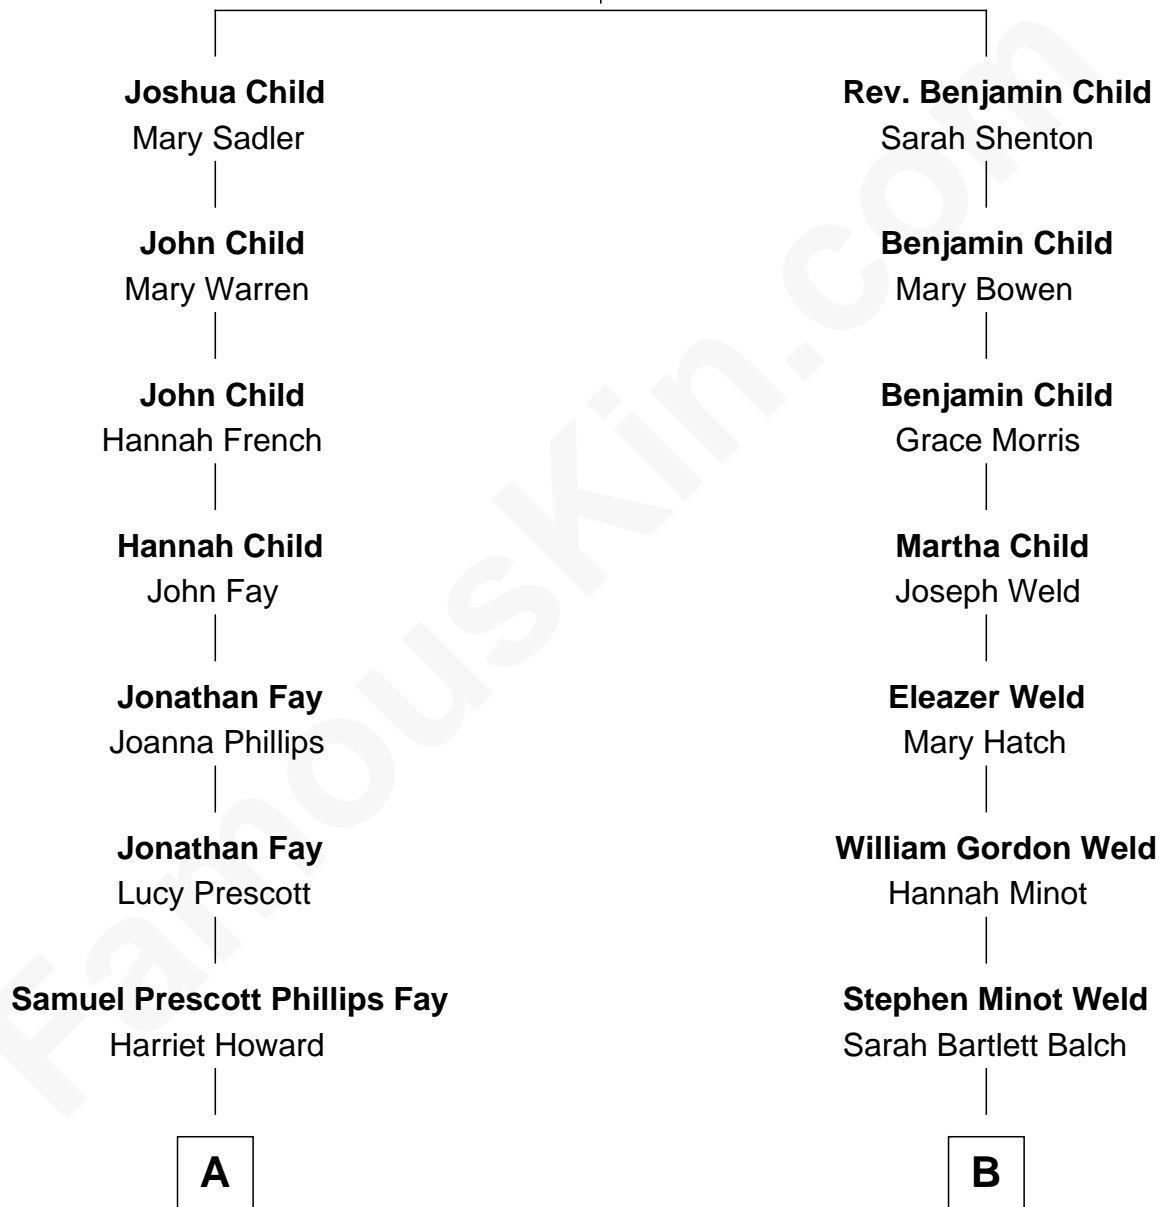 Joshua Child
Mary Sadler
John Child
Mary Warren
John Child
Hannah French
Hannah Child
John Fay
Jonathan Fay
Joanna Phillips
Jonathan Fay
Lucy Prescott
Samuel Prescott Phillips Fay
Harriet Howard
A
Rev. Benjamin Child
Sarah Shenton
Benjamin Child
Mary Bowen
Benjamin Child
Grace Morris
Martha Child
Joseph Weld
Eleazer Weld
Mary Hatch
William Gordon Weld
Hannah Minot
Stephen Minot Weld
Sarah Bartlett Balch
B
FamousKin.com